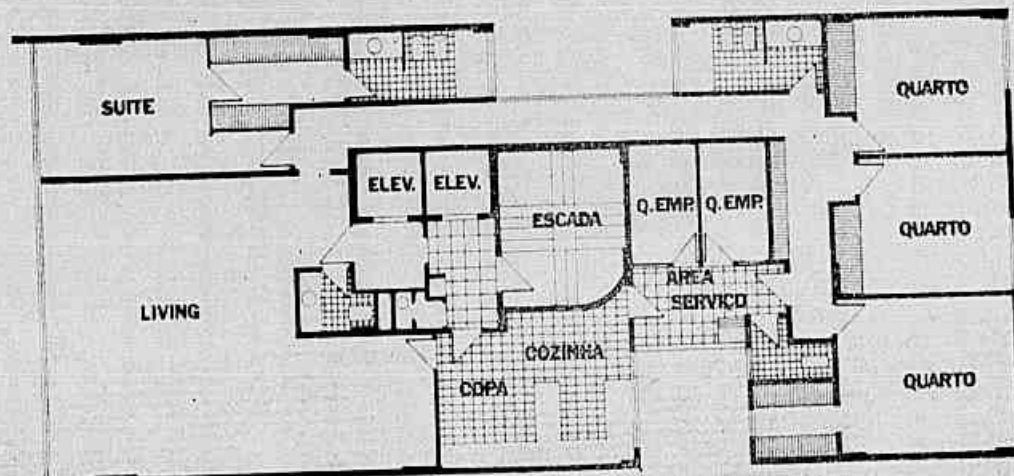 SUITE
QUARTO
ELEV.
ELEV.
ESCADA
Q. EMP.
Q. EMP.
QUARTO
AREA
SERVIÇO
LIVING
COZINHA
COPA
QUARTO